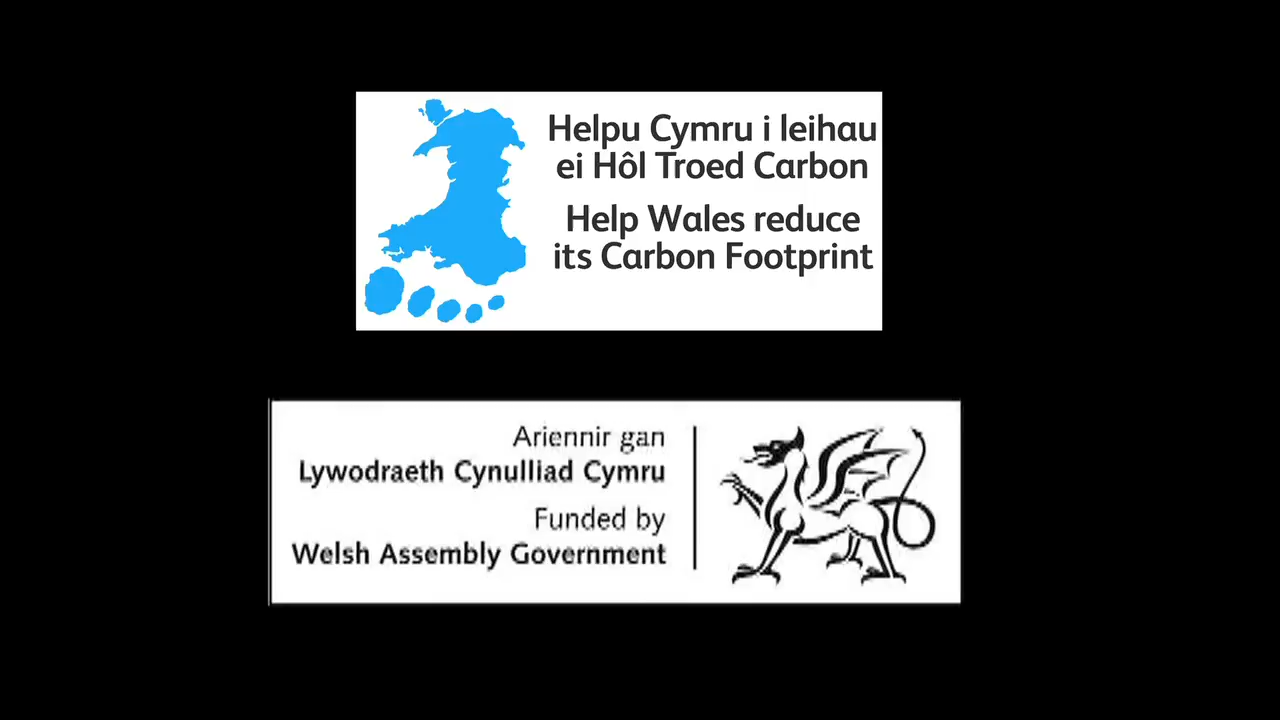 Helpu Cymru i leihau
ei Hôl Troed Carbon
Help Wales reduce
its Carbon Footprint
Ariennir gan
Lywodraeth Cynulliad Cymru
Funded by
Welsh Assembly Government